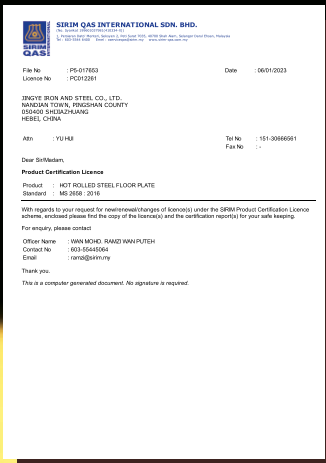 SIRIM QAS INTERNATIONAL SDN. BHD.
SIRIM
QAS
File No : P5-017653
Date : 06/01/2023
Licence No : PC012261
JINGYE IRON AND STEEL CO., LTD.
NANDIAN TOWN, PINGSHAN COUNTY
050400 SHIJIAZHUANG
HEBEI, CHINA
Attn : YU HUI
Tel No : 151-30666561
Fax No : -
Dear Sir/Madam,
Product Certification Licence
Product : HOT ROLLED STEEL FLOOR PLATE
Standard : MS 2658 : 2016
With regards to your request for new/renewal/changes of licence(s) under the SIRIM Product Certification Licence
scheme, enclosed please find the copy of the licence(s) and the certification report(s) for your safe keeping.
For enquiry, please contact
Officer Name : WAN MOHD. RAMZI WAN PUTEH
Contact No : 603-55445064
Email : ramzi@sirim.my
Thank you.
This is a computer generated document. No signature is required.